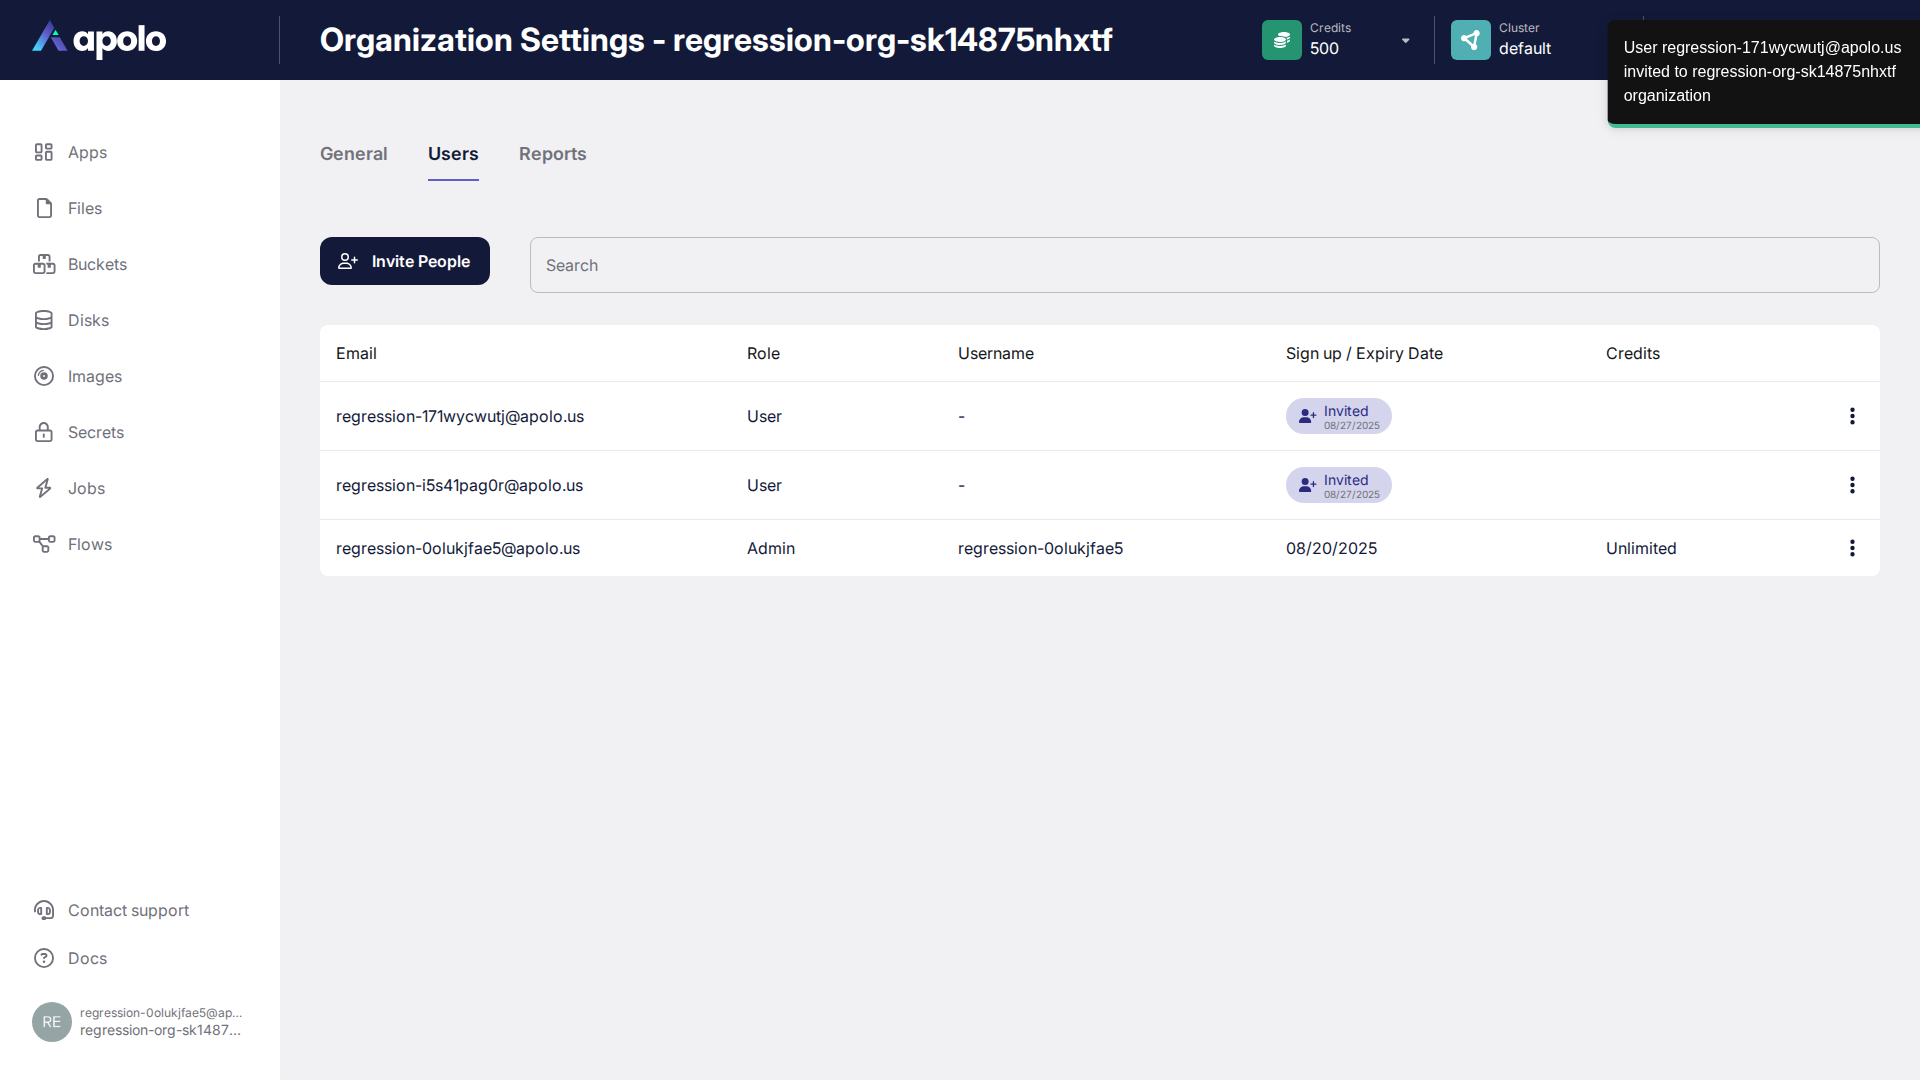 apolo
Organization Settings - regression-org-sk14875nhxtf
Credits
500
Cluster
default
User regression-171wycwutj@apolo.us
invited to regression-org-sk14875nhxtf
organization
Apps
Files
Buckets
Disks
Images
Secrets
Jobs
Flows
Contact support
Docs
RE
regression-0olukjfae5@ap...
regression-org-sk1487...
General Users Reports
Invite People
Search
Email Role Username Sign up / Expiry Date Credits
regression-171wycwutj@apolo.us User - Invited
08/27/2025
regression-i5s41pag0r@apolo.us User - Invited
08/27/2025
regression-0olukjfae5@apolo.us Admin regression-0olukjfae5 08/20/2025 Unlimited